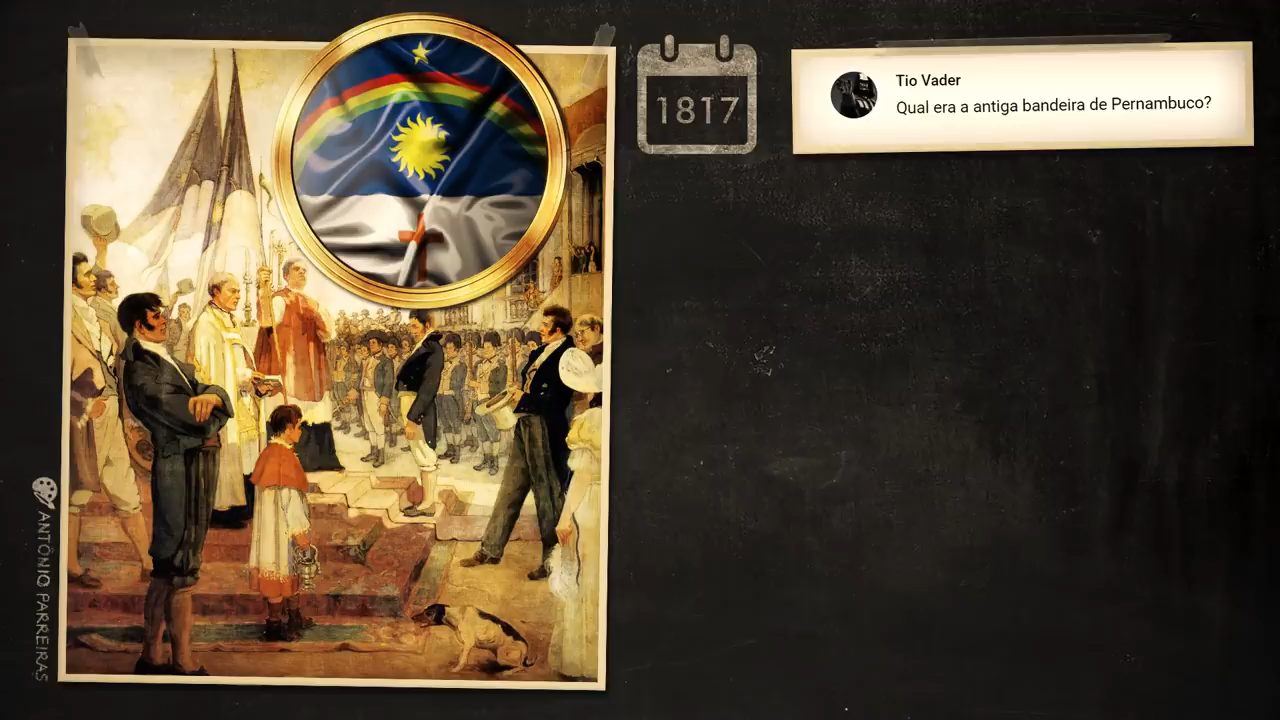 1817
Tio Vader
Qual era a antiga bandeira de Pernambuco?
ANTÔNIO PARREIRAS